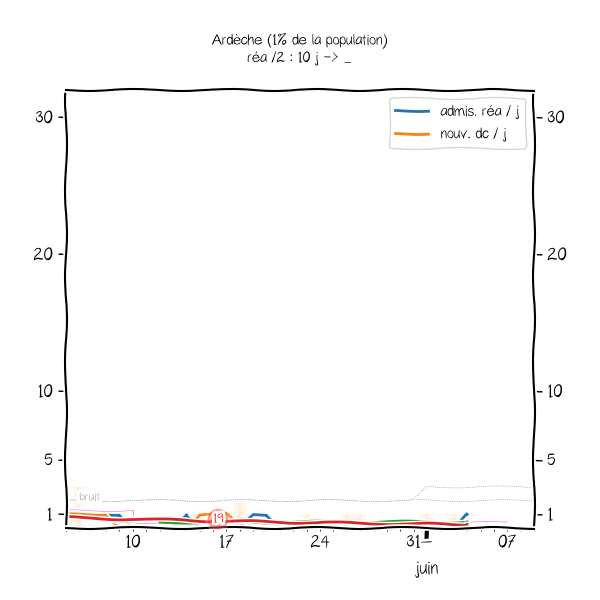 Ardèche (1% de la population)
réa /2 : 10 j -> _
admis. réa / j
nouv. dc / j
30
30
20
20
10
10
5
5
bruit
1
1
19
10
17
24
31
07
juin